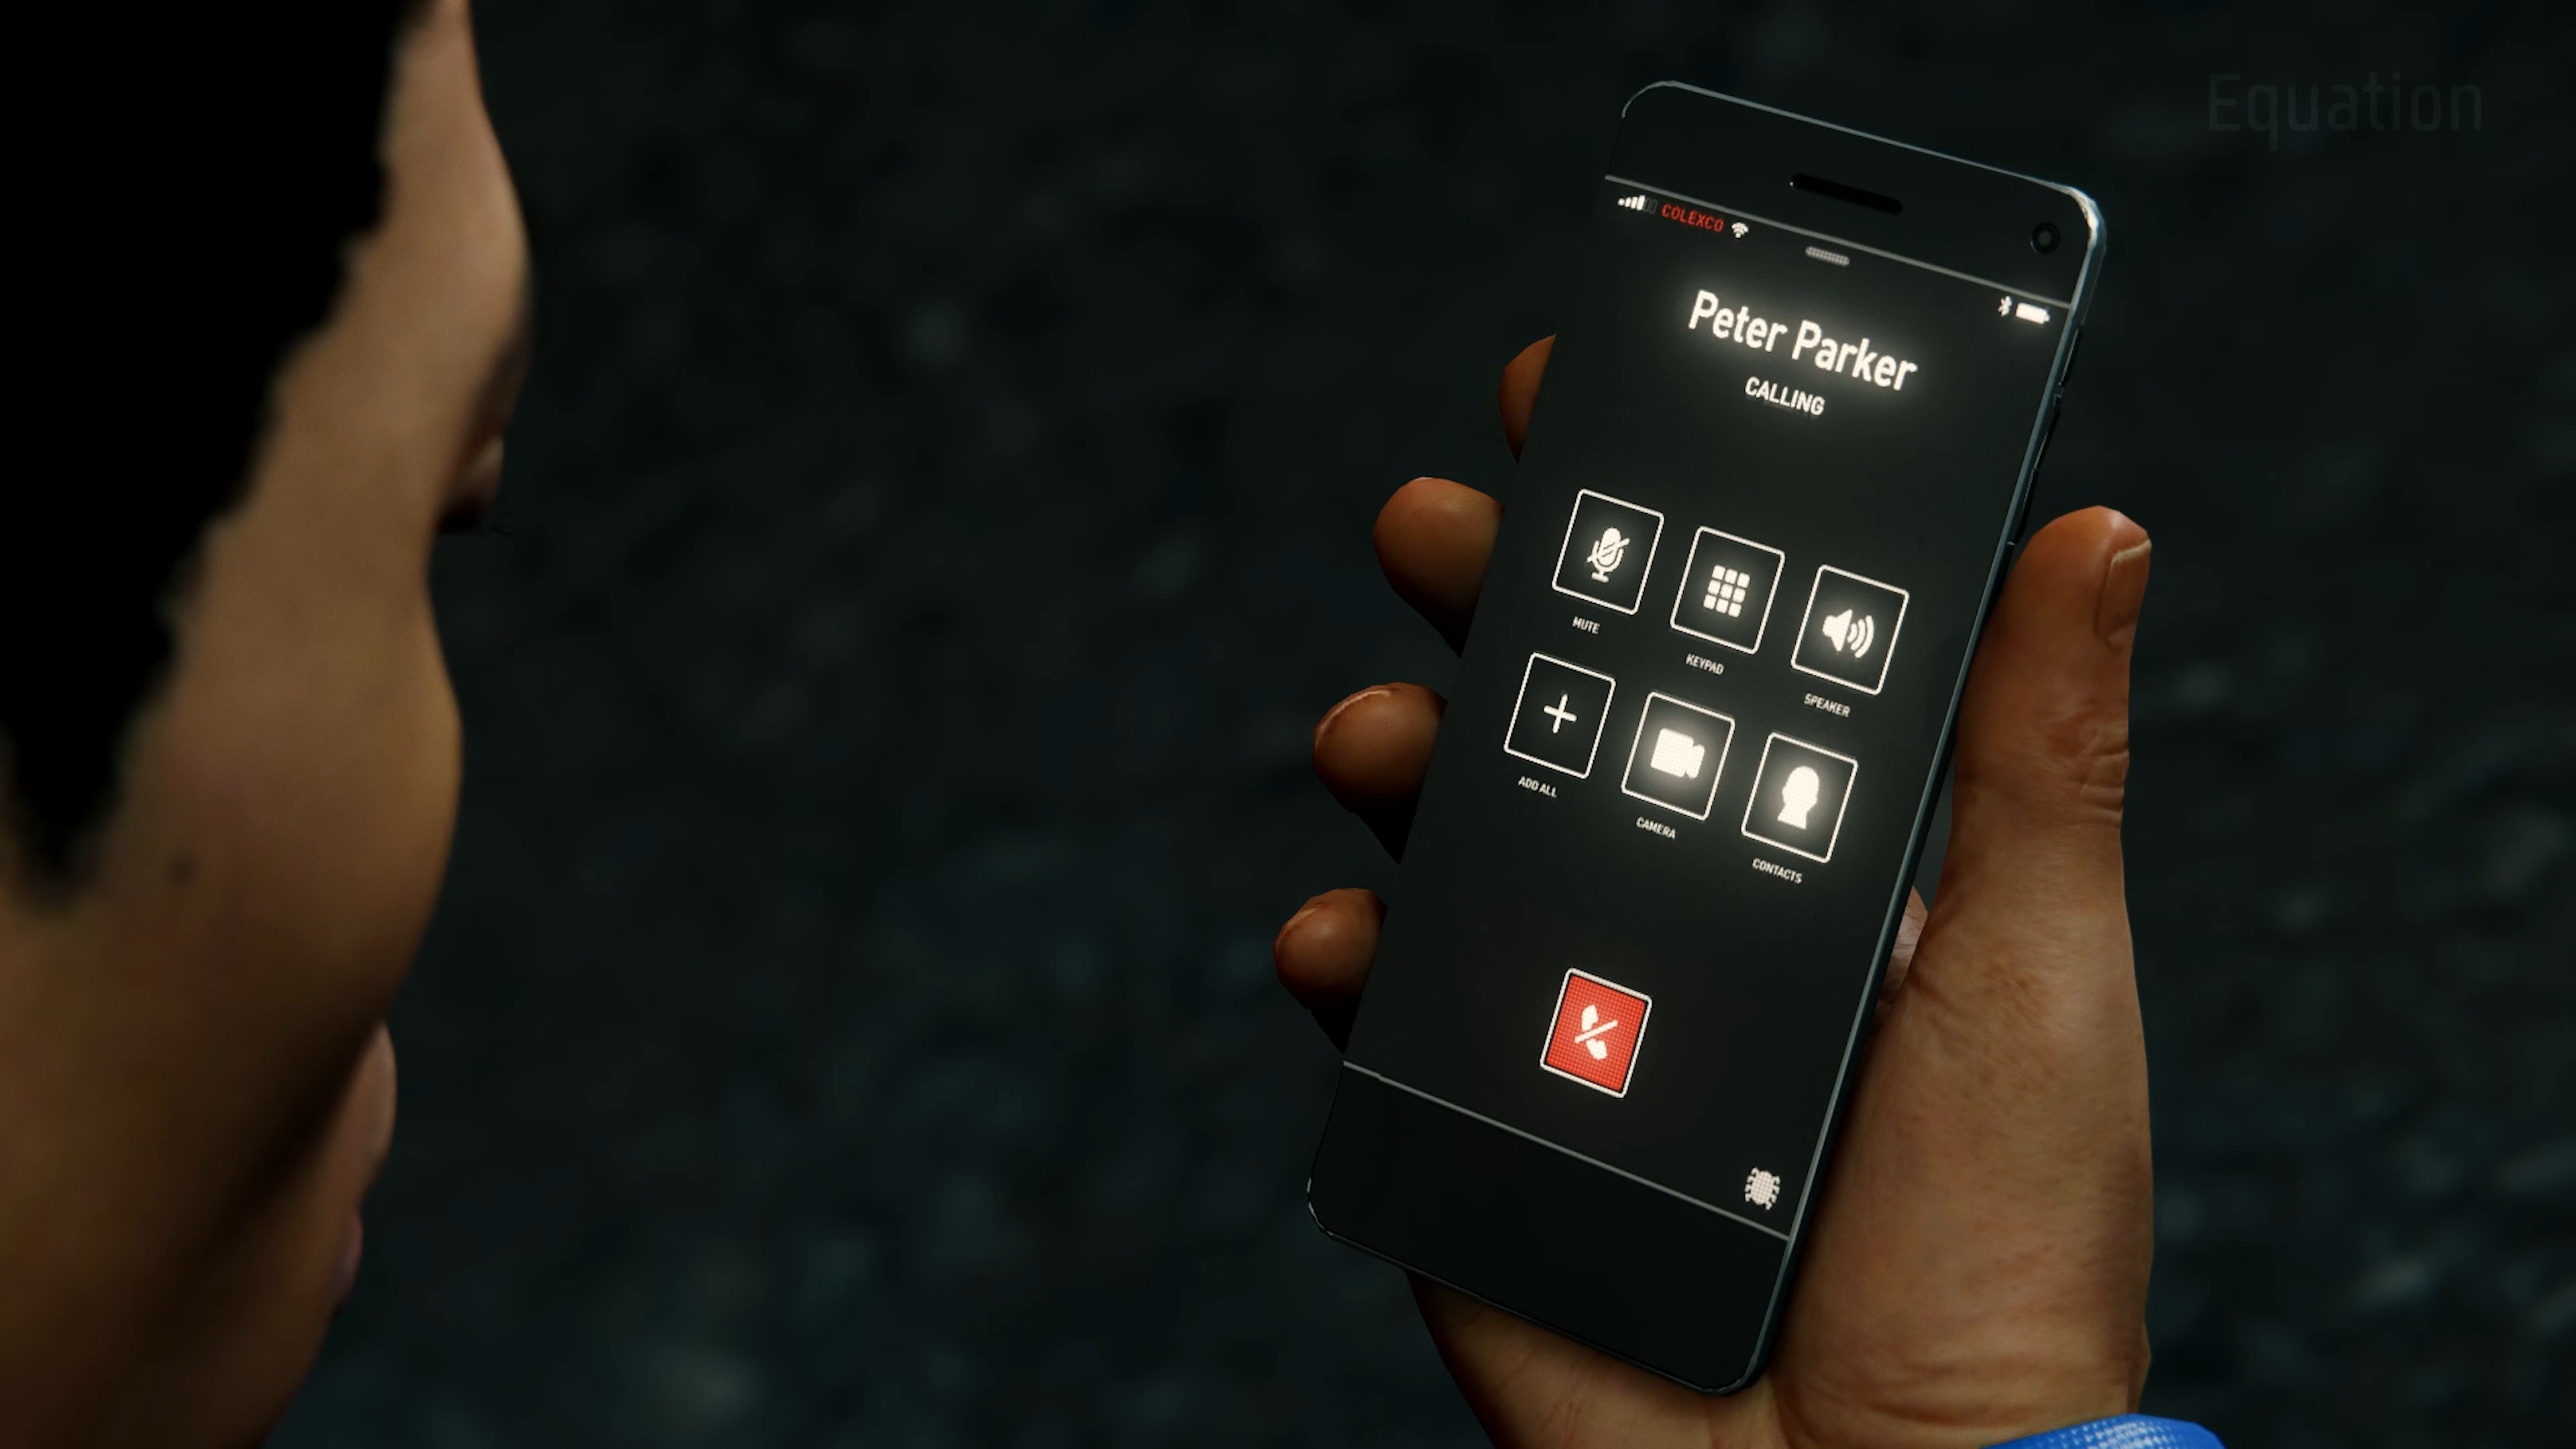 Equation
COLEXCO
Peter Parker
CALLING
MUTE
KEYPAD
SPEAKER
ADD ALL
CAMERA
CONTACTS